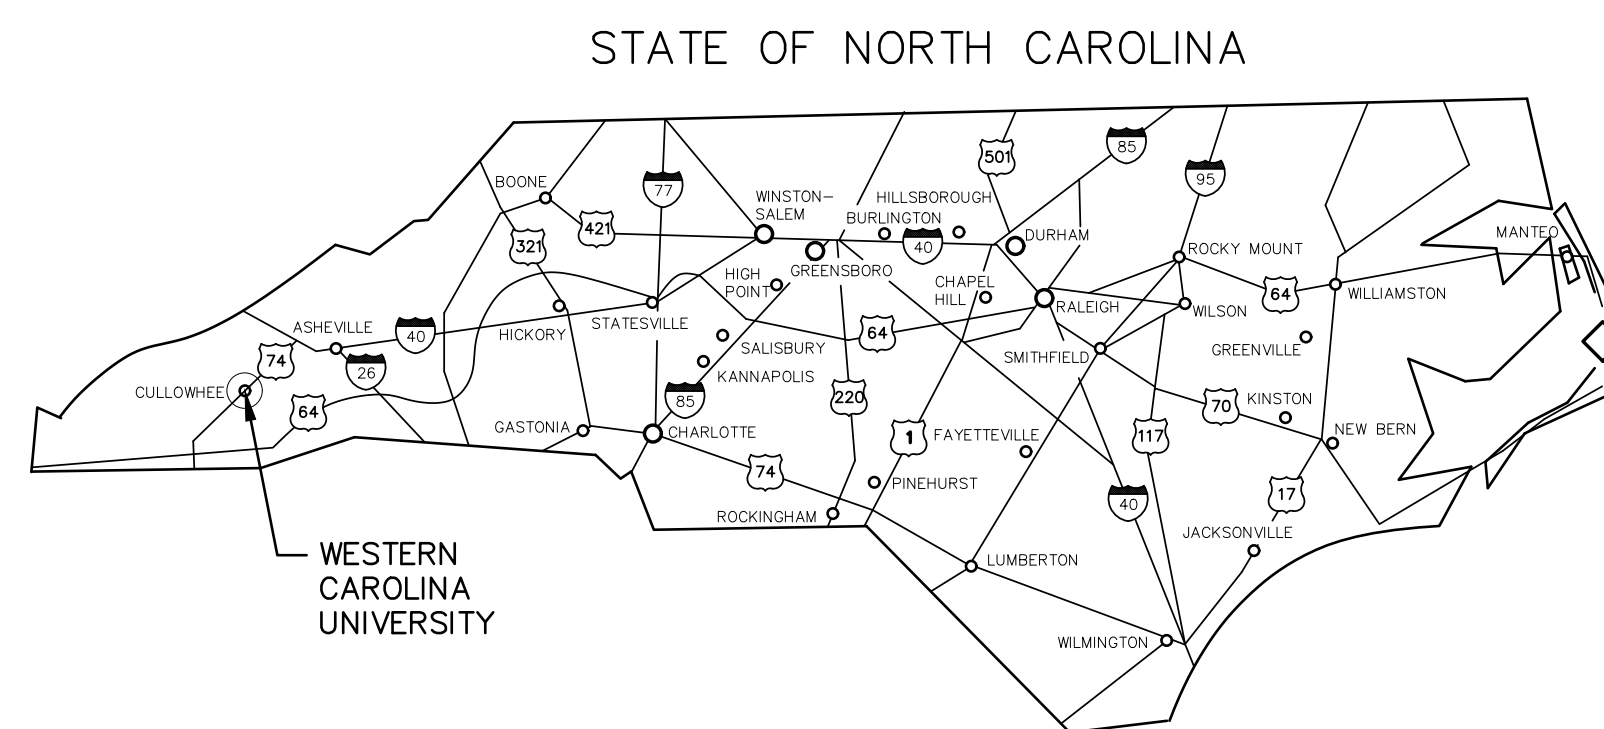 STATE OF NORTH CAROLINA
501
85
77
95
BOONE
WINSTON-
SALEM
HILLSBOROUGH
BURLINGTON
421
321
40
DURHAM
MANTEO
ROCKY MOUNT
HIGH
POINT
GREENSBORO
CHAPEL
HILL
RALEIGH
64
WILLIAMSTON
WILSON
ASHEVILLE
40
HICKORY
STATESVILLE
64
SALISBURY
SMITHFIELD
GREENVILLE
74
26
KANNAPOLIS
CULLOWHEE
64
85
220
70
KINSTON
GASTONIA
CHARLOTTE
1
FAYETTEVILLE
117
NEW BERN
74
PINEHURST
17
40
ROCKINGHAM
JACKSONVILLE
WESTERN
CAROLINA
UNIVERSITY
LUMBERTON
WILMINGTON